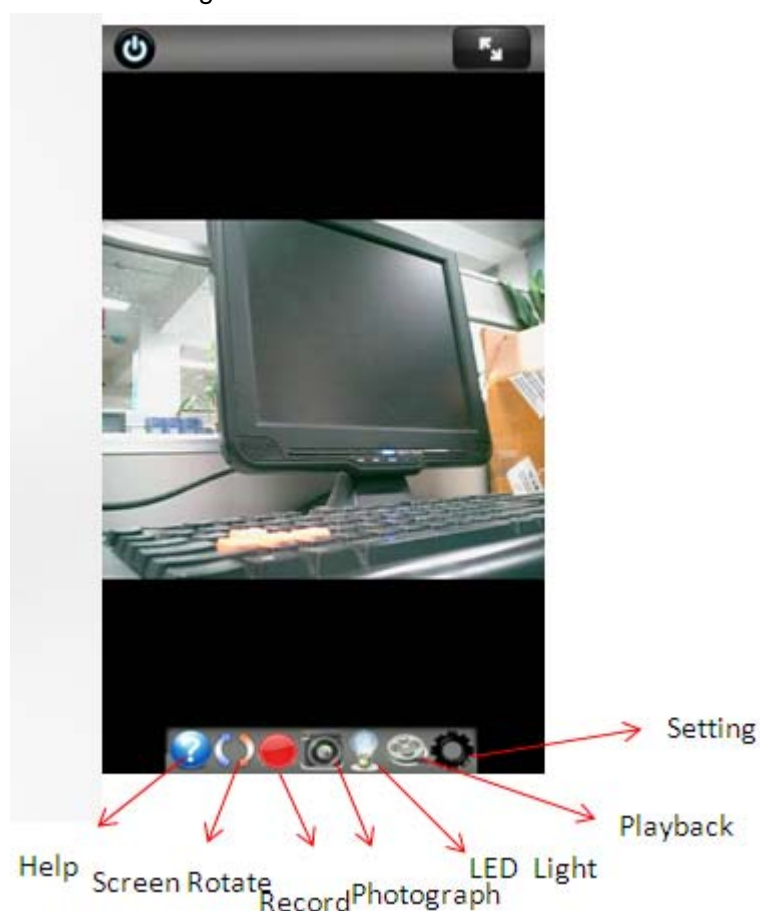 Setting
Playback
Help
LED Light
Screen Rotate
Record
Photograph